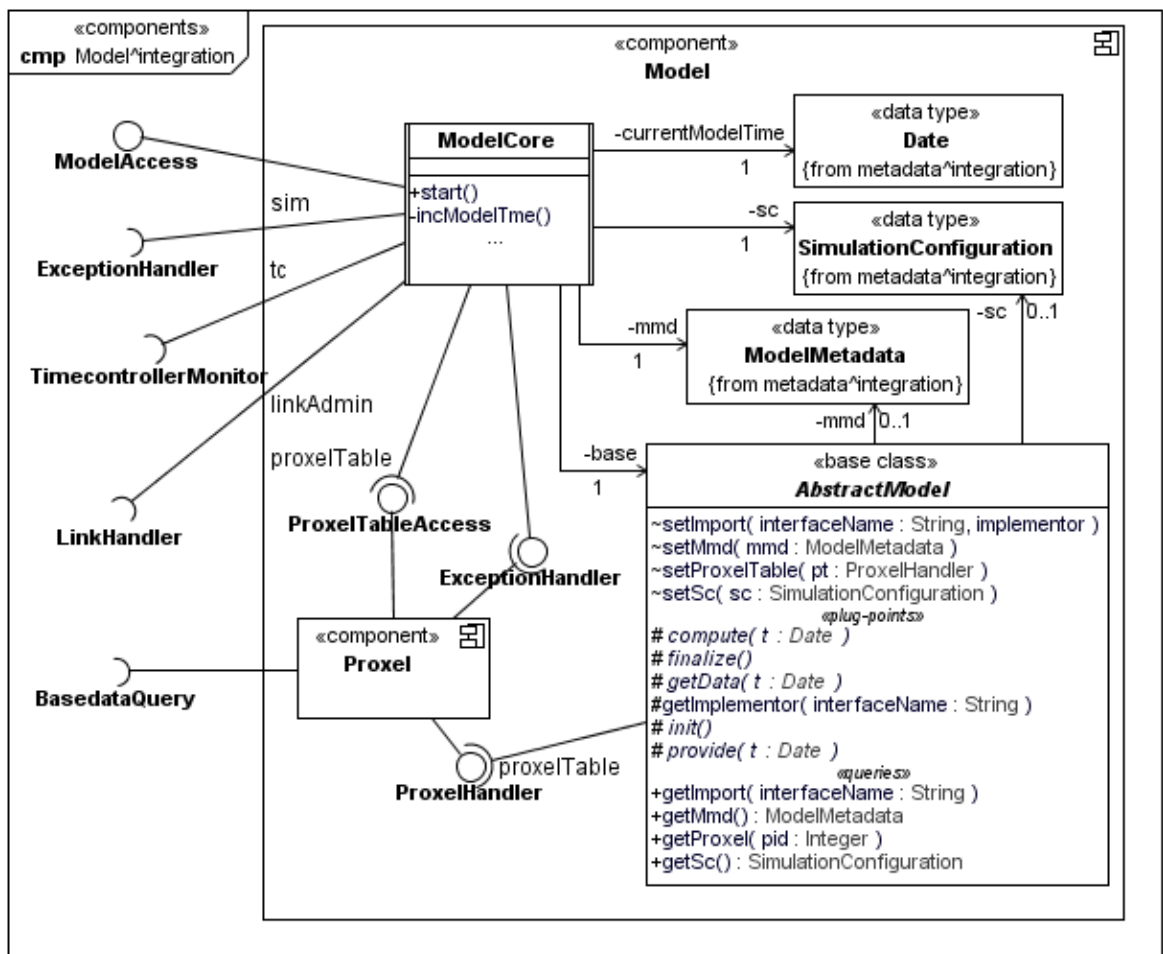 «components»
cmp Model^integration
«component»
Model
ModelAccess
sim
ExceptionHandler
tc
TimecontrollerMonitor
linkAdmin
LinkHandler
ModelCore
+start()
-incModelTme()
...
-currentModelTime
1
«data type»
Date
{from metadata^integration}
-sc
1
«data type»
SimulationConfiguration
{from metadata^integration}
-sc
0..1
-mmd
1
«data type»
ModelMetadata
{from metadata^integration}
-mmd
0..1
proxelTable
ProxelTableAccess
ExceptionHandler
-base
1
«component»
Proxel
BasedataQuery
proxelTable
ProxelHandler
«base class»
AbstractModel
~setImport( interfaceName : String, implementor )
~setMmd( mmd : ModelMetadata )
~setProxelTable( pt : ProxelHandler )
~setSc( sc : SimulationConfiguration )
«plug-points»
# compute( t : Date )
# finalize()
# getData( t : Date )
#getImplementor( interfaceName : String )
# init()
# provide( t : Date )
«queries»
+getImport( interfaceName : String )
+getMmd() : ModelMetadata
+getProxel( pid : Integer )
+getSc() : SimulationConfiguration